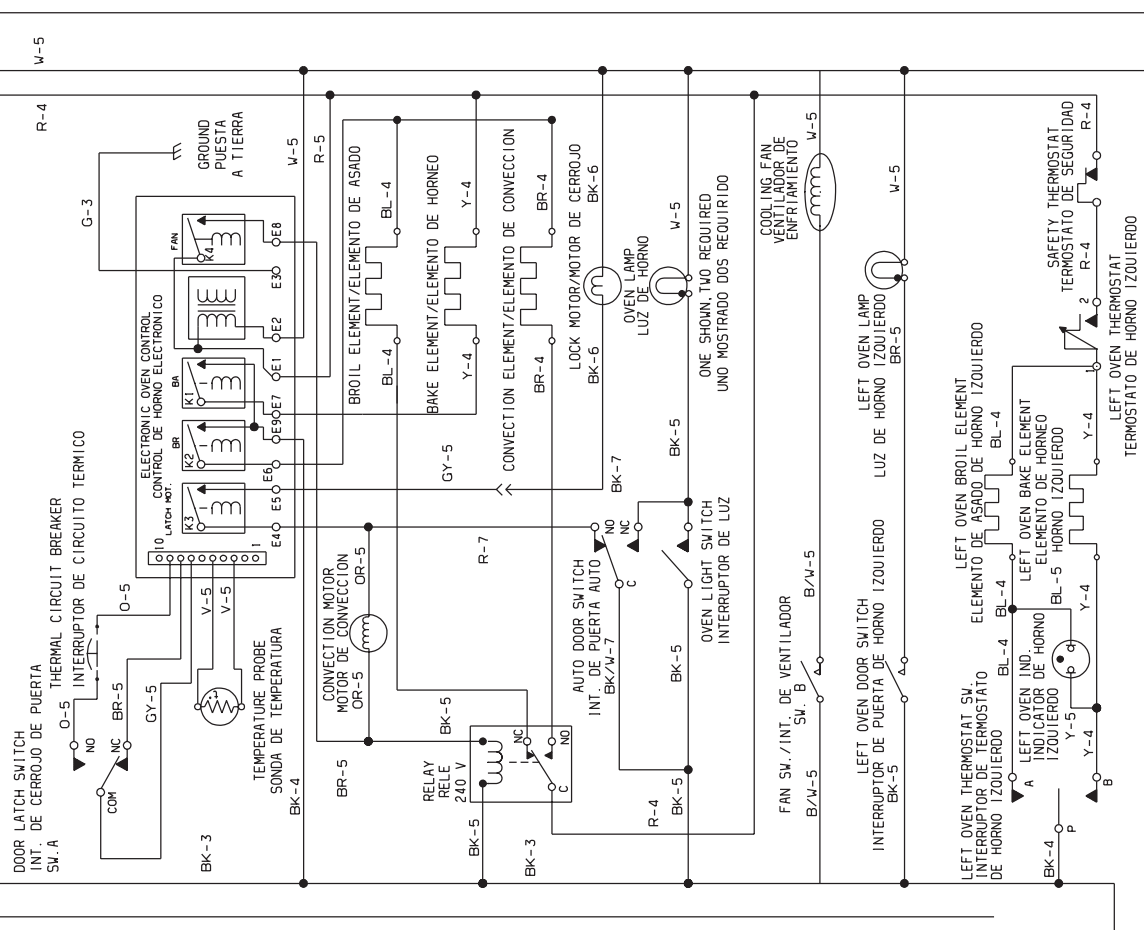 W-5
R-4
G-3
GROUND
PUESTA
A TIERRA
W-5
R-5
ELECTRONIC OVEN CONTROL
CONTROL DE HORNO ELECTRONICO
FAN
K4
BA
K1
BR
K2
LATCH MOT.
K3
10
1
E8
E3
E2
E1
E7
E9
E6
E5
E4
THERMAL CIRCUIT BREAKER
INTERRUPTOR DE CIRCUITO TERMICO
O-5
O-5
DOOR LATCH SWITCH
INT. DE CERROJO DE PUERTA
SW.A
NO
NC
COM
BR-5
GY-5
V-5
V-5
TEMPERATURE PROBE
SONDA DE TEMPERATURA
BK-3
BK-4
BROIL ELEMENT/ELEMENTO DE ASADO
BL-4
BL-4
BAKE ELEMENT/ELEMENTO DE HORNEO
Y-4
Y-4
CONVECTION ELEMENT/ELEMENTO DE CONVECCION
BR-4
BR-4
LOCK MOTOR/MOTOR DE CERROJO
BK-6
BK-6
OVEN LAMP
LUZ DE HORNO
W-5
ONE SHOWN,TWO REQUIRED
UNO MOSTRADO DOS REQUIRIDO
GY-5
BK-7
BK-5
R-7
CONVECTION MOTOR
MOTOR DE CONVECCION
OR-5
OR-5
BR-5
BK-5
RELAY
RELE
240 V
NC
NO
C
BK-5
BK-3
AUTO DOOR SWITCH
INT. DE PUERTA AUTO
BK/W-7
NO
NC
C
OVEN LIGHT SWITCH
INTERRUPTOR DE LUZ
BK-5
BK-5
R-4
COOLING FAN
VENTILADOR DE
ENFRIAMIENTO
W-5
B/W-5
FAN SW./INT. DE VENTILADOR
SW. B
B/W-5
LEFT OVEN LAMP
LUZ DE HORNO IZQUIERDO
W-5
BR-5
LEFT OVEN DOOR SWITCH
INTERRUPTOR DE PUERTA DE HORNO IZQUIERDO
BK-5
SAFETY THERMOSTAT
TERMOSTATO DE SEGURIDAD
R-4
R-4
LEFT OVEN THERMOSTAT
TERMOSTATO DE HORNO IZQUIERDO
2
1
LEFT OVEN BROIL ELEMENT
ELEMENTO DE ASADO DE HORNO IZQUIERDO
BL-4
BL-4
BL-4
LEFT OVEN BAKE ELEMENT
ELEMENTO DE HORNEO
HORNO IZQUIERDO
Y-4
Y-4
Y-4
BL-5
Y-5
LEFT OVEN IND.
INDICATOR DE HORNO
IZQUIERDO
LEFT OVEN THERMOSTAT SW.
INTERRUPTOR DE TERMOSTATO
DE HORNO IZQUIERDO
A
B
P
BK-4